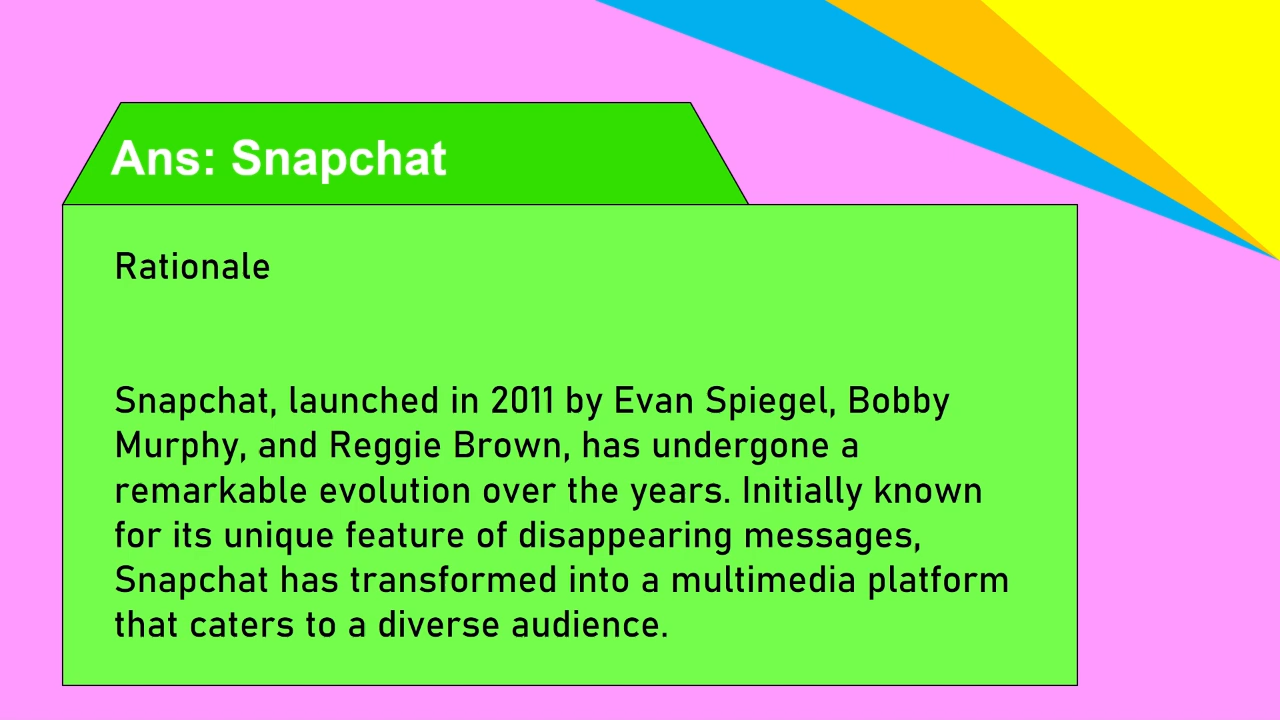 Ans: Snapchat
Rationale
Snapchat, launched in 2011 by Evan Spiegel, Bobby
Murphy, and Reggie Brown, has undergone a
remarkable evolution over the years. Initially known
for its unique feature of disappearing messages,
Snapchat has transformed into a multimedia platform
that caters to a diverse audience.